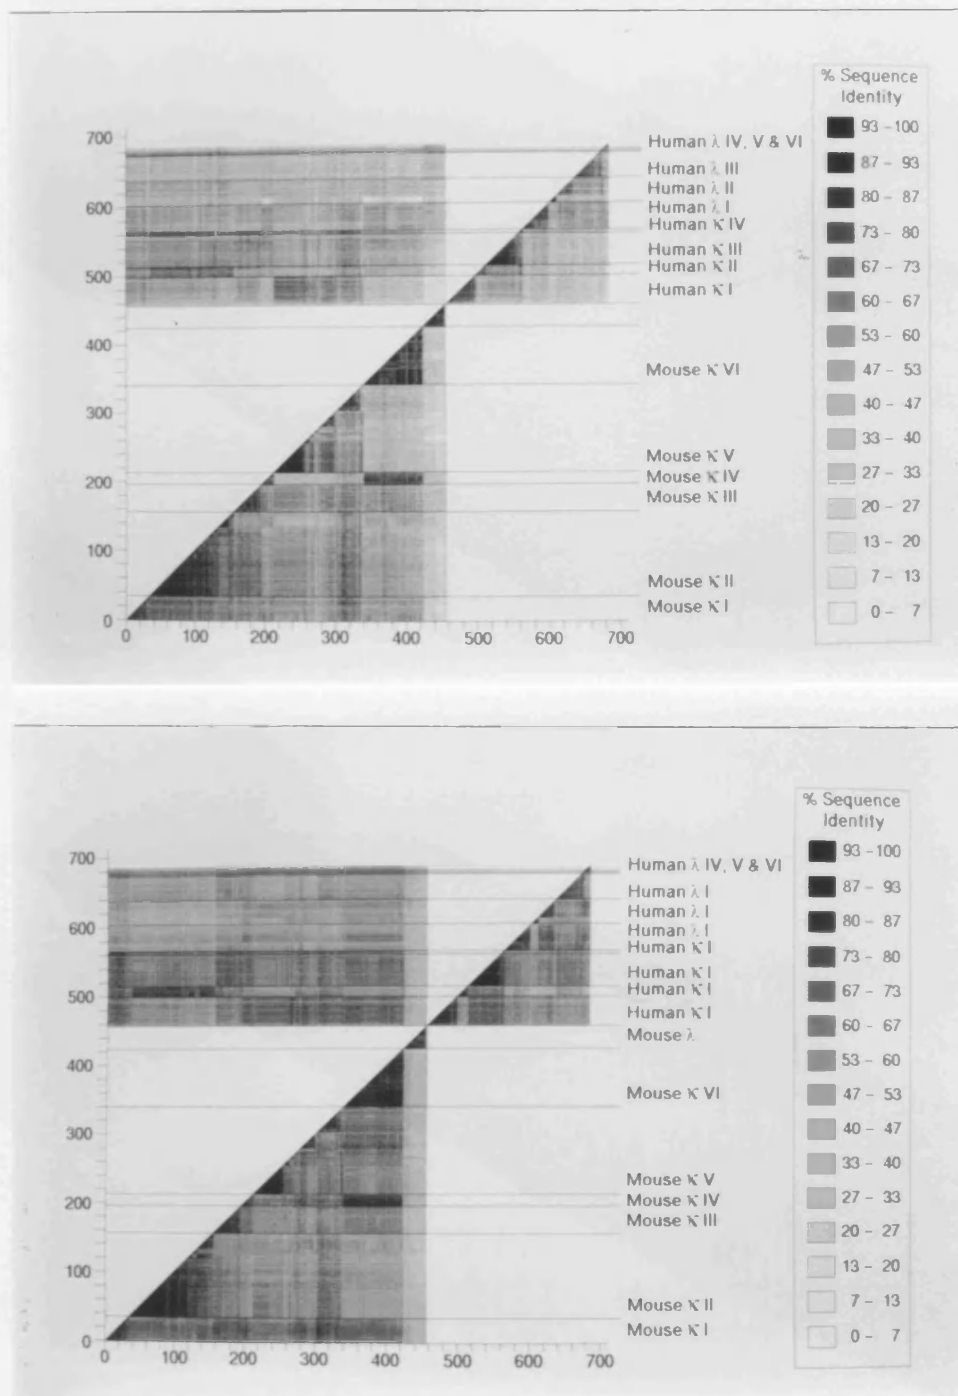 % Sequence
Identity
93 - 100
87 - 93
80 - 87
73 - 80
67 - 73
60 - 67
53 - 60
47 - 53
40 - 47
33 - 40
27 - 33
20 - 27
13 - 20
7 - 13
0 - 7
700
600
500
400
300
200
100
0
Human λ IV, V & VI
Human λ III
Human λ II
Human λ I
Human κ IV
Human κ III
Human κ II
Human κ I
Mouse κ VI
Mouse κ V
Mouse κ IV
Mouse κ III
Mouse κ II
Mouse κ I
0 100 200 300 400 500 600 700
% Sequence
Identity
93 - 100
87 - 93
80 - 87
73 - 80
67 - 73
60 - 67
53 - 60
47 - 53
40 - 47
33 - 40
27 - 33
20 - 27
13 - 20
7 - 13
0 - 7
700
600
500
400
300
200
100
0
Human λ IV, V & VI
Human λ I
Human λ I
Human λ I
Human κ I
Human κ I
Human κ I
Human κ I
Mouse λ
Mouse κ VI
Mouse κ V
Mouse κ IV
Mouse κ III
Mouse κ II
Mouse κ I
0 100 200 300 400 500 600 700